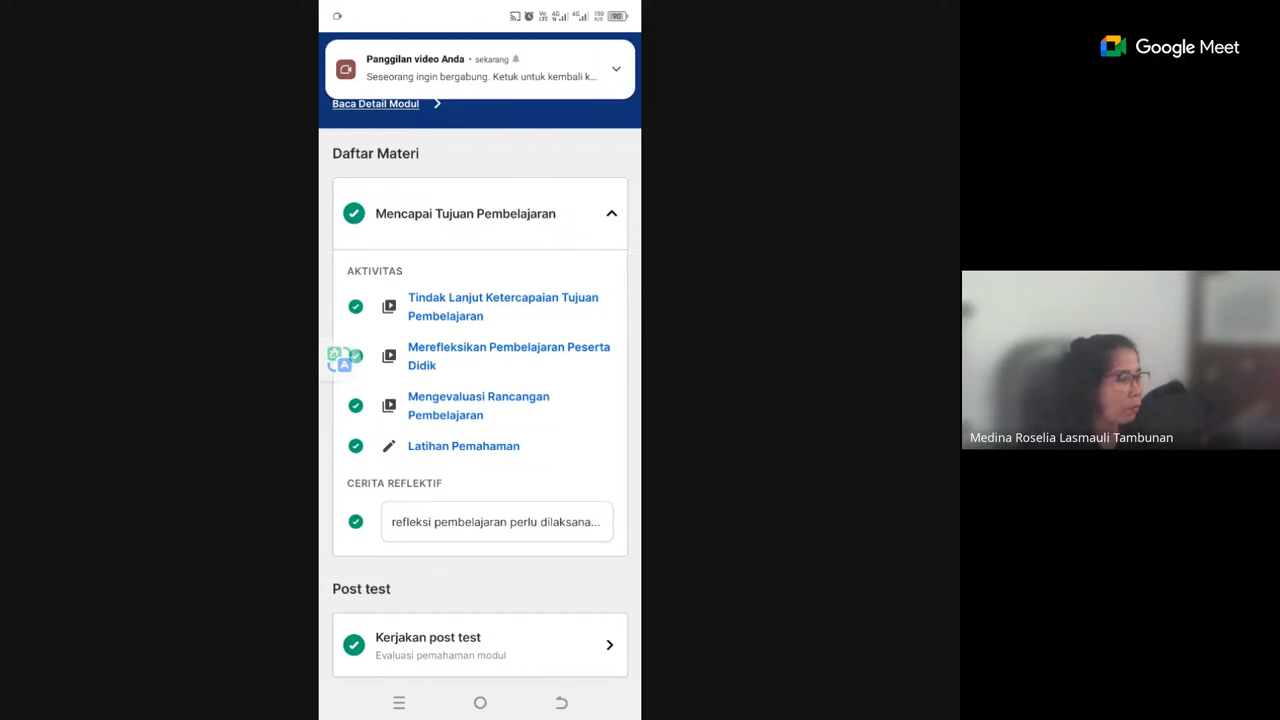 Google Meet
Panggilan video Anda • sekarang
Seseorang ingin bergabung. Ketuk untuk kembali k...
Baca Detail Modul
Daftar Materi
Mencapai Tujuan Pembelajaran
AKTIVITAS
Tindak Lanjut Ketercapaian Tujuan
Pembelajaran
Merefleksikan Pembelajaran Peserta
Didik
Mengevaluasi Rancangan
Pembelajaran
Latihan Pemahaman
CERITA REFLEKTIF
refleksi pembelajaran perlu dilaksana...
Post test
Kerjakan post test
Evaluasi pemahaman modul
Medina Roselia Lasmauli Tambunan